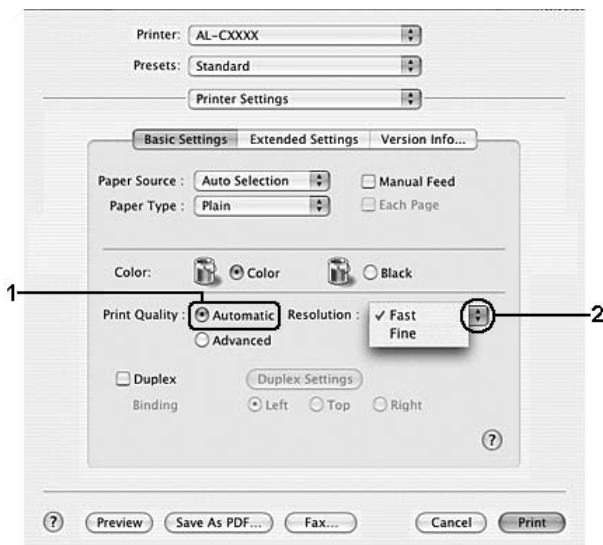 Printer: AL-CXXXX
Presets: Standard
Printer Settings
Basic Settings Extended Settings Version Info...
Paper Source : Auto Selection Manual Feed
Paper Type : Plain Each Page
Color: Color Black
1
Print Quality : Automatic Resolution : ✓ Fast 2
Advanced Fine
Duplex Duplex Settings
Binding Left Top Right
?
? Preview Save As PDF... Fax... Cancel Print